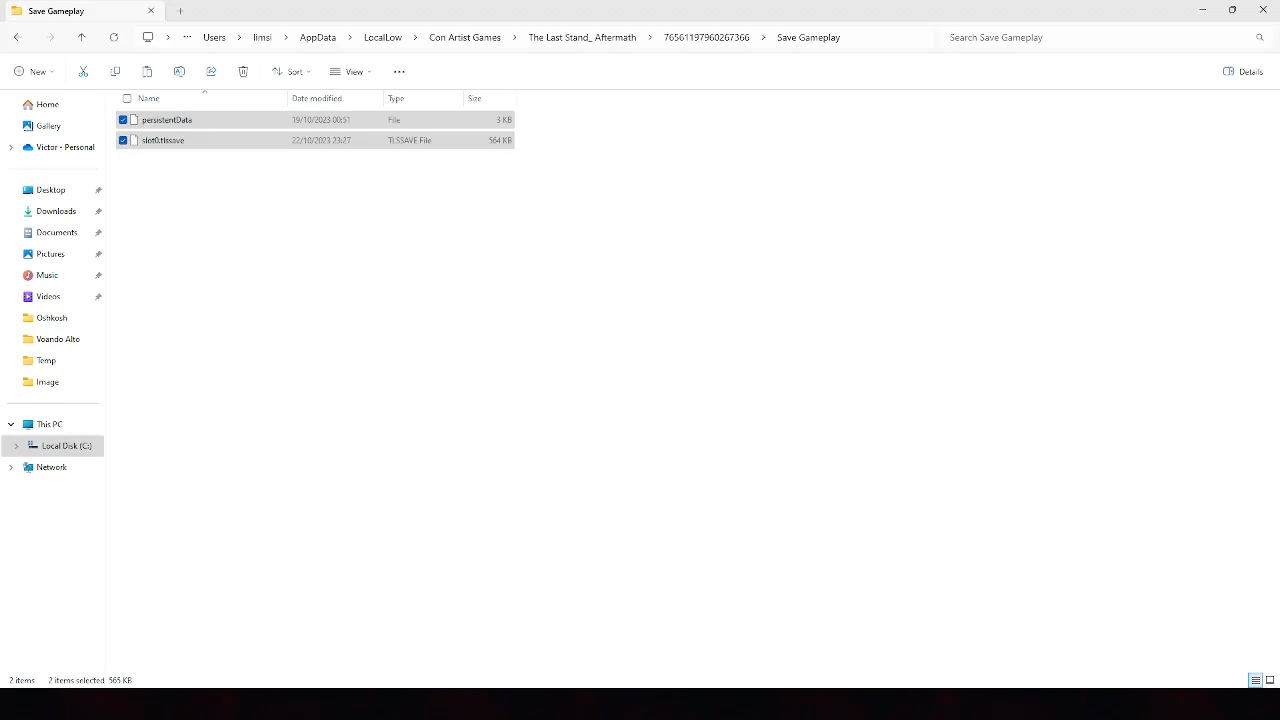 Save Gameplay
Users > limsi > AppData > LocalLow > Con Artist Games > The Last Stand_ Aftermath > 76561197960267366 > Save Gameplay
Search Save Gameplay
New
Sort
View
Details
Name Date modified Type Size
persistentData 19/10/2023 00:51 File 3 KB
slot0.tlssave 22/10/2023 23:27 TLSSAVE File 564 KB
Home
Gallery
Victor - Personal
Desktop
Downloads
Documents
Pictures
Music
Videos
Oshkosh
Voando Alto
Temp
Image
This PC
Local Disk (C:)
Network
2 items 2 items selected 565 KB